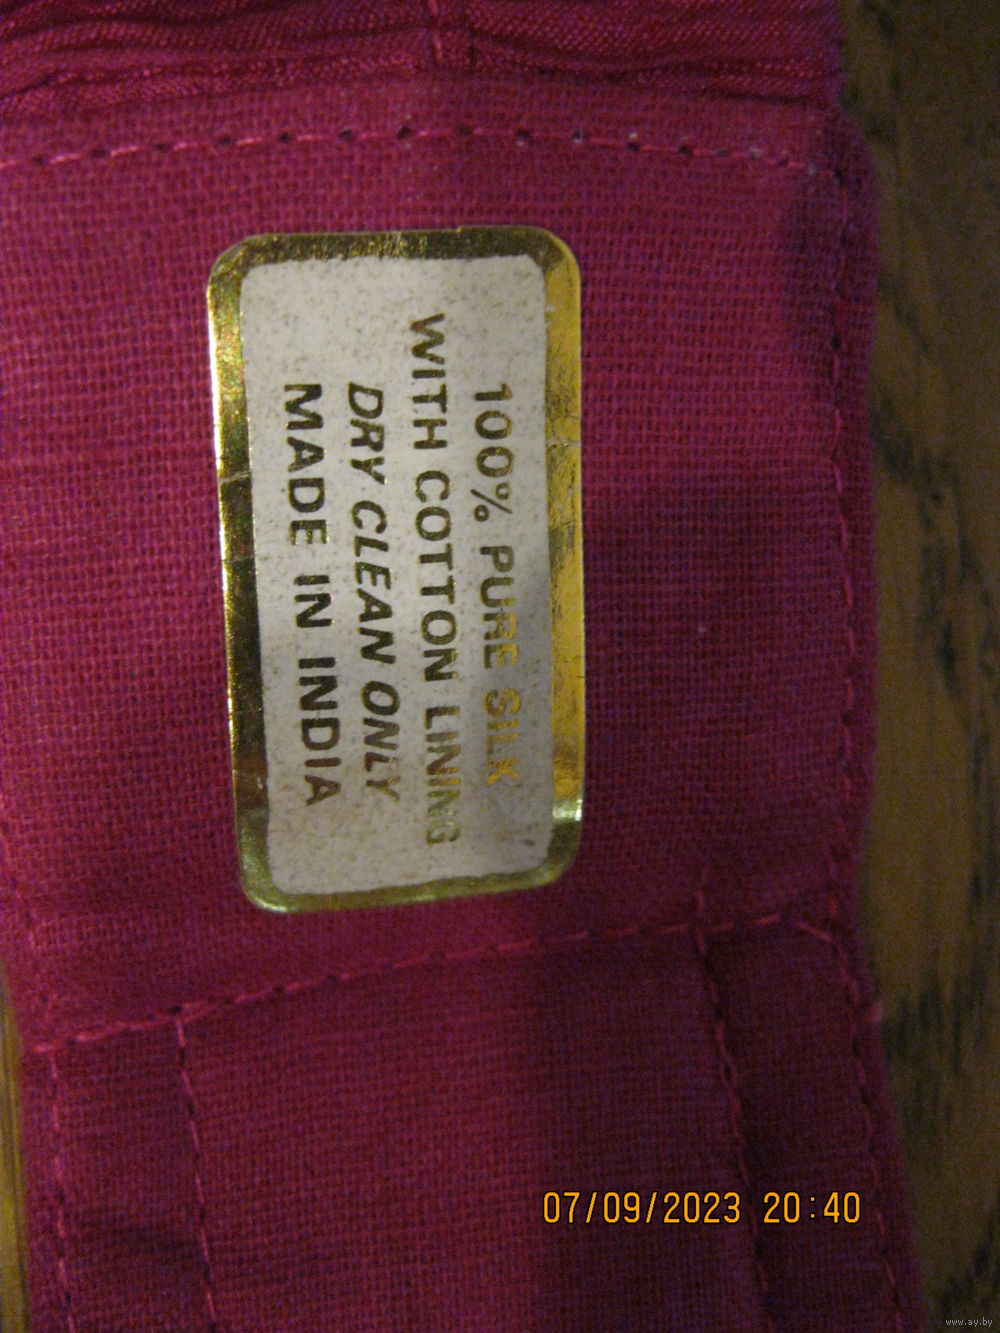 100% PURE SILK
WITH COTTON LINING
DRY CLEAN ONLY
MADE IN INDIA
07/09/2023 20:40
www.ay.by